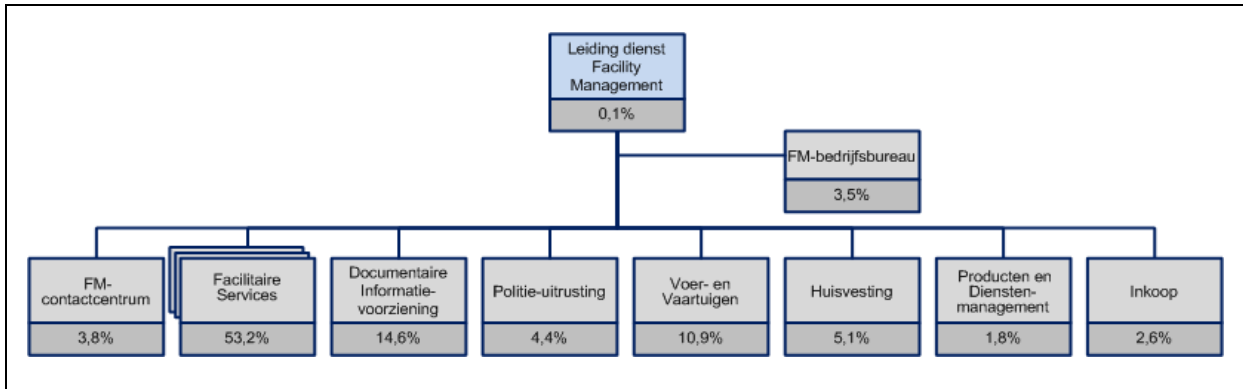 Leiding dienst
Facility
Management
0,1%
FM-bedrijfsbureau
3,5%
FM-
contactcentrum
3,8%
Facilitaire
Services
53,2%
Documentaire
Informatie-
voorziening
14,6%
Politie-uitrusting
4,4%
Voer- en
Vaartuigen
10,9%
Huisvesting
5,1%
Producten en
Diensten-
management
1,8%
Inkoop
2,6%